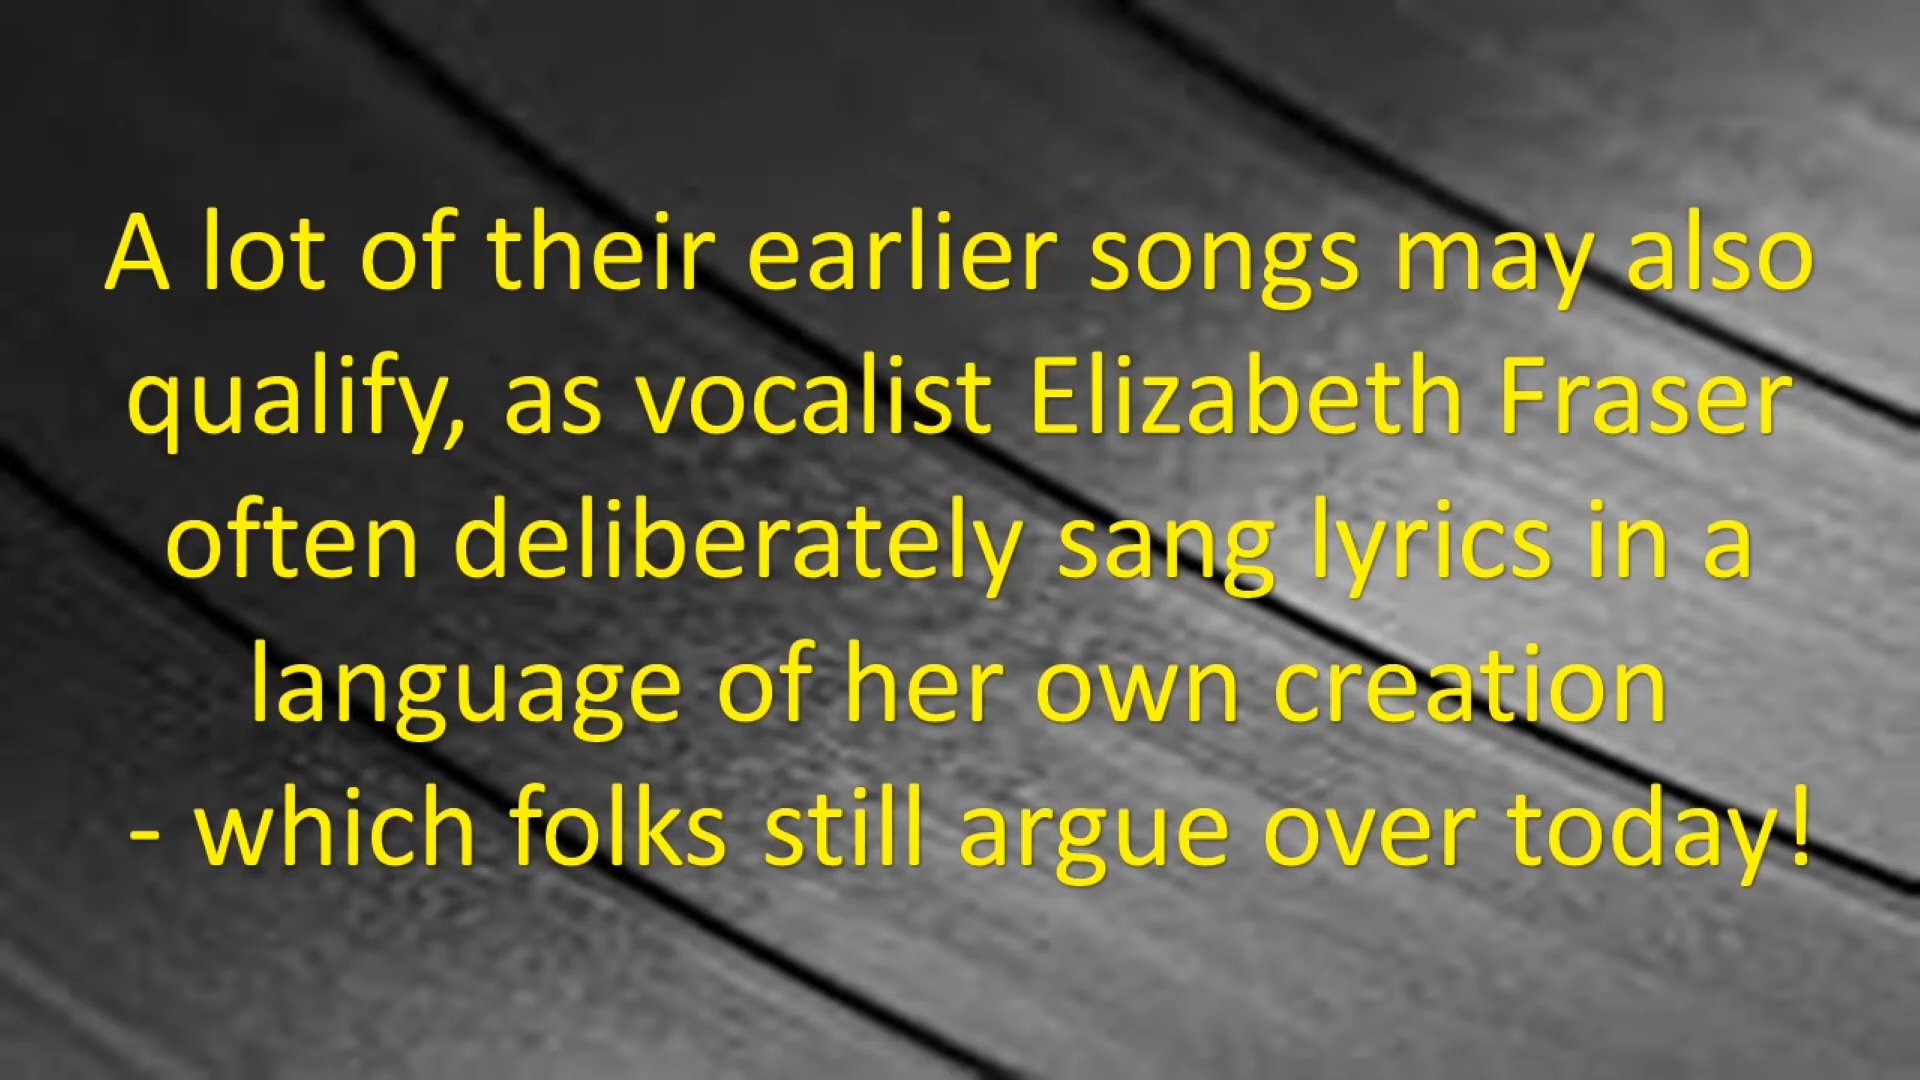 A lot of their earlier songs may also
qualify, as vocalist Elizabeth Fraser
often deliberately sang lyrics in a
language of her own creation
- which folks still argue over today!